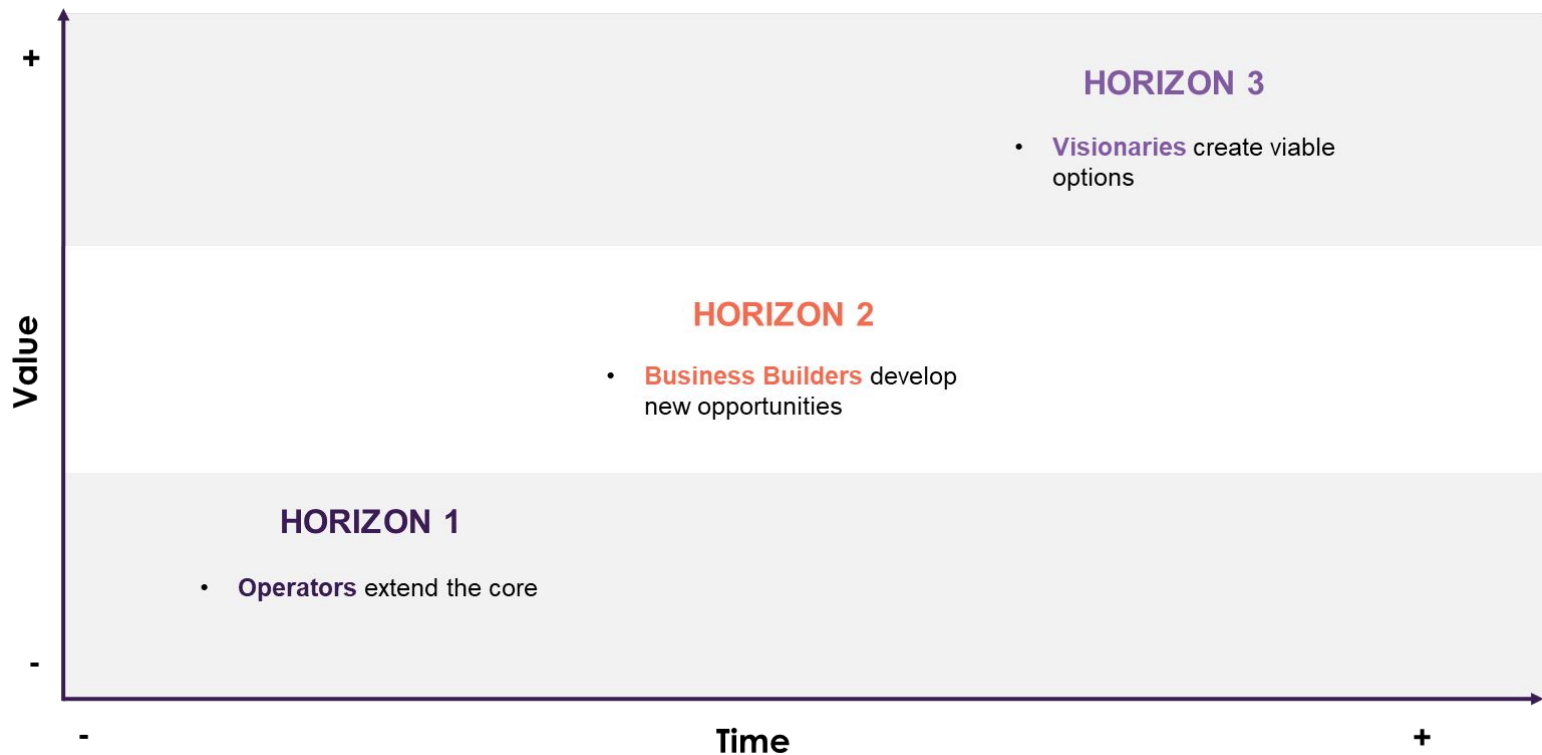 +
HORIZON 3
• Visionaries create viable
options
HORIZON 2
• Business Builders develop
new opportunities
Value
HORIZON 1
• Operators extend the core
-
-
Time
+